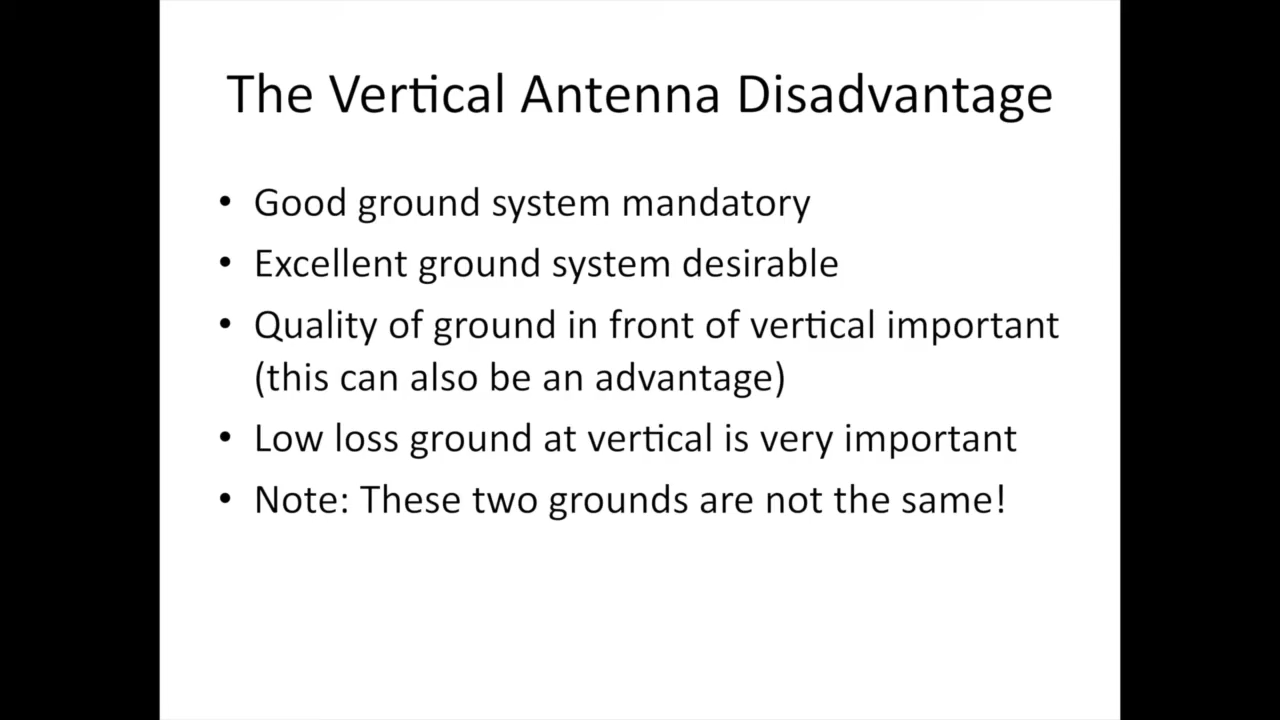 The Vertical Antenna Disadvantage
• Good ground system mandatory
• Excellent ground system desirable
• Quality of ground in front of vertical important
(this can also be an advantage)
• Low loss ground at vertical is very important
• Note: These two grounds are not the same!